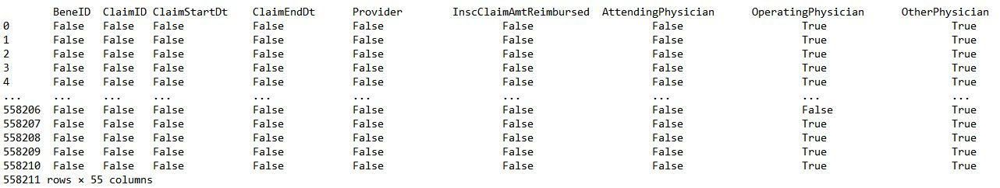 BeneID ClaimID ClaimStartDt ClaimEndDt Provider InscClaimAmtReimbursed AttendingPhysician OperatingPhysician OtherPhysician
0 False False False False False False False True True
1 False False False False False False False True True
2 False False False False False False False True True
3 False False False False False False False True True
4 False False False False False False False True True
... ... ... ... ... ... ... ... ... ...
558206 False False False False False False False False True
558207 False False False False False False False True True
558208 False False False False False False False True True
558209 False False False False False False False True True
558210 False False False False False False False True True
558211 rows × 55 columns